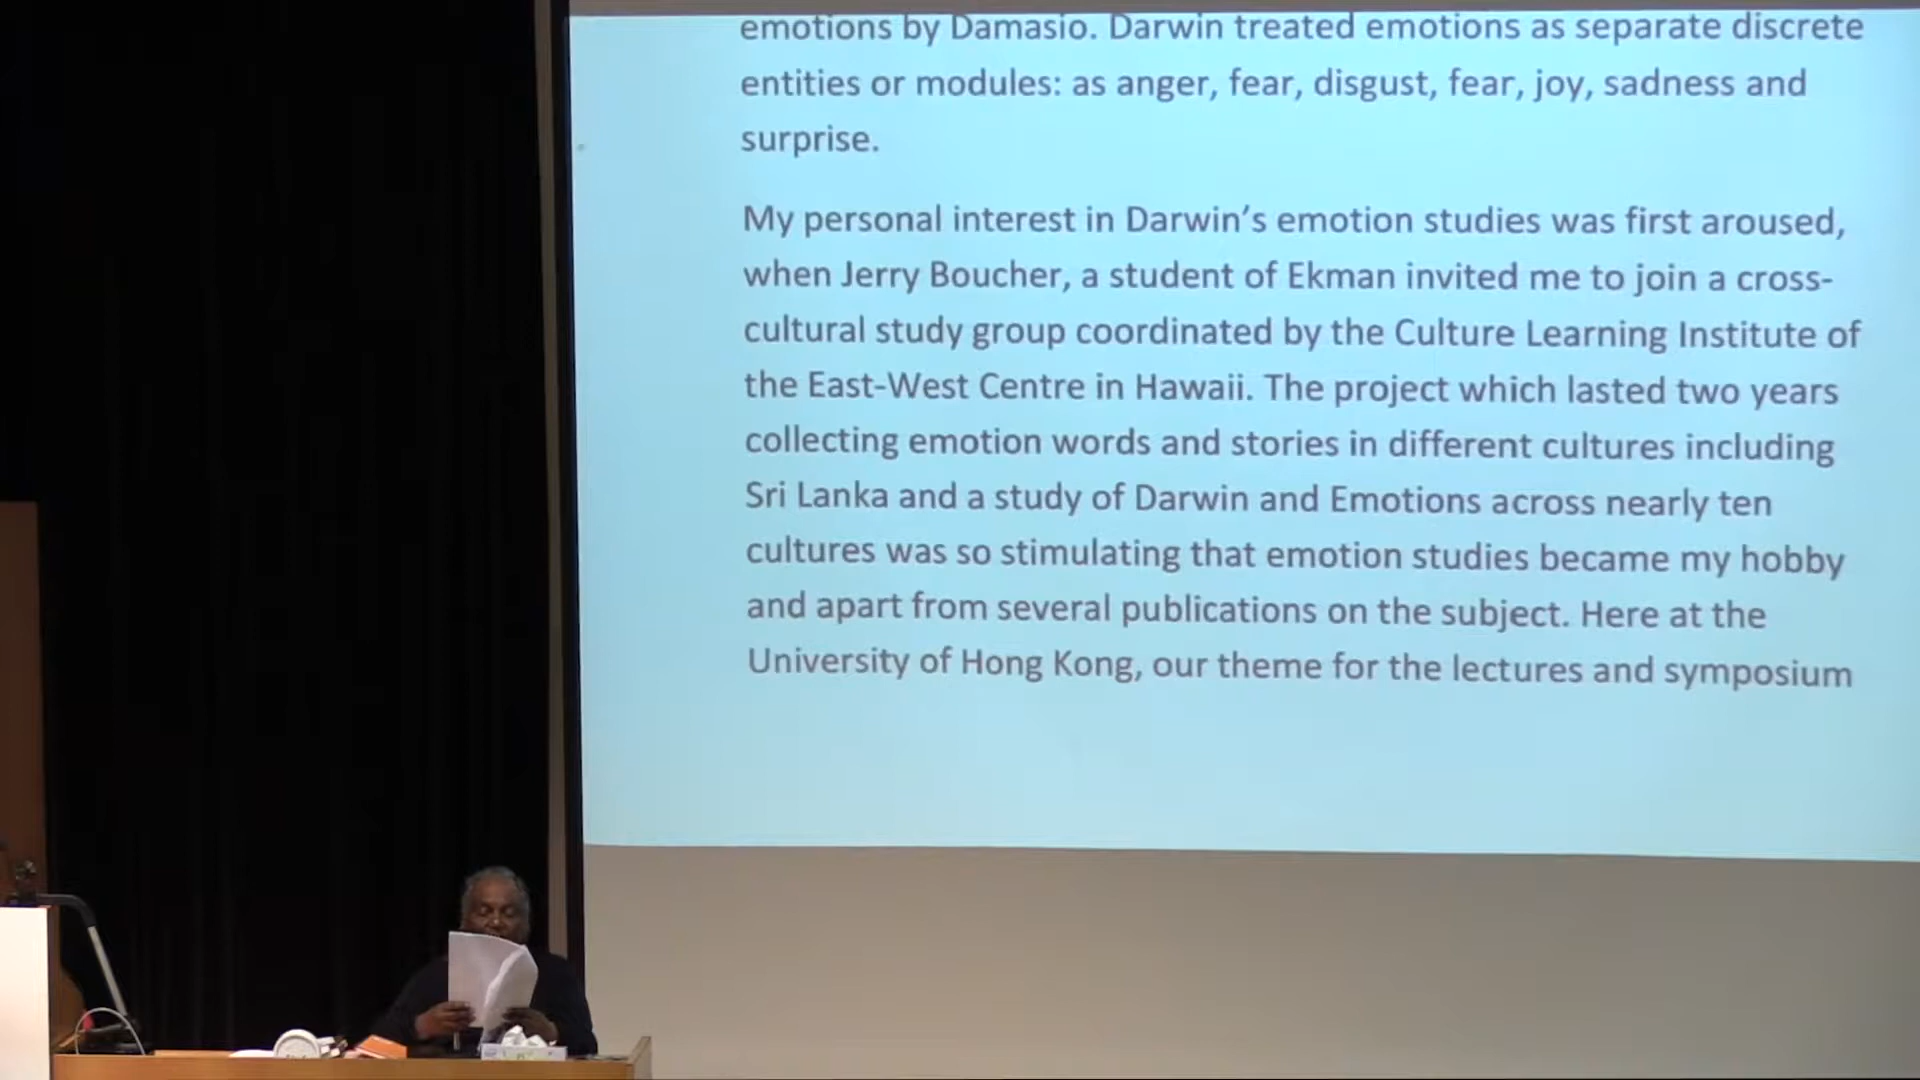 emotions by Damasio. Darwin treated emotions as separate discrete
entities or modules: as anger, fear, disgust, fear, joy, sadness and
surprise.
My personal interest in Darwin’s emotion studies was first aroused,
when Jerry Boucher, a student of Ekman invited me to join a cross-
cultural study group coordinated by the Culture Learning Institute of
the East-West Centre in Hawaii. The project which lasted two years
collecting emotion words and stories in different cultures including
Sri Lanka and a study of Darwin and Emotions across nearly ten
cultures was so stimulating that emotion studies became my hobby
and apart from several publications on the subject. Here at the
University of Hong Kong, our theme for the lectures and symposium